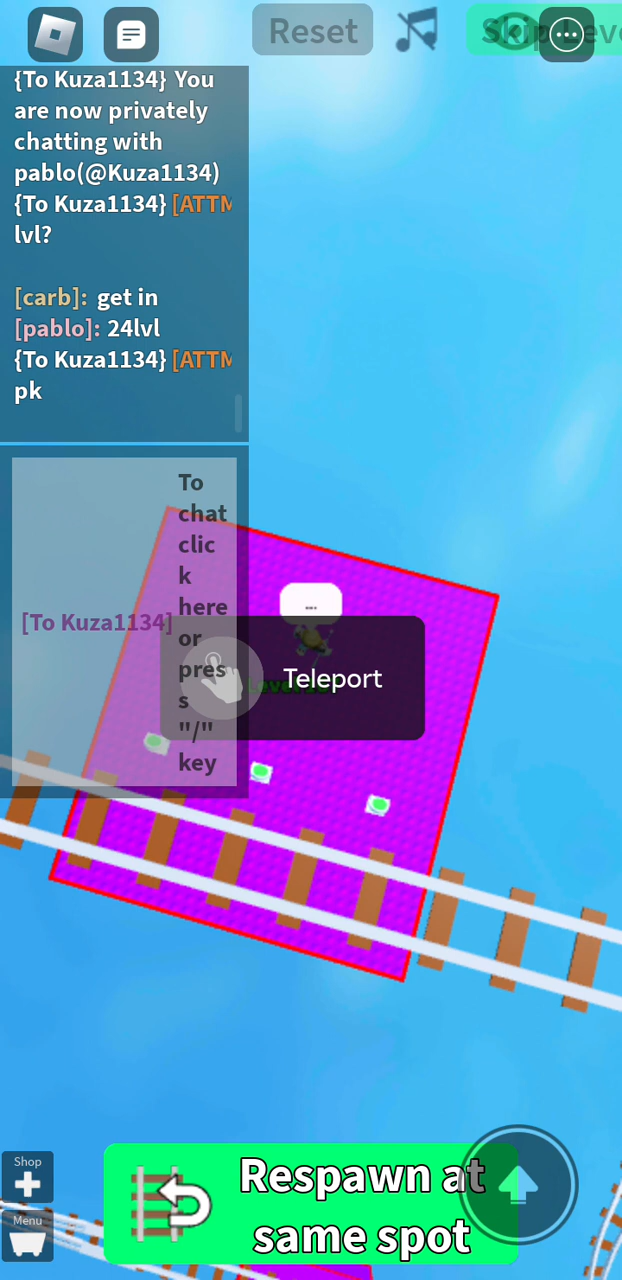 Reset
Skip Leve
{To Kuza1134} You
are now privately
chatting with
pablo(@Kuza1134)
{To Kuza1134} [ATTM
lvl?
[carb]: get in
[pablo]: 24lvl
{To Kuza1134} [ATTM
pk
[To Kuza1134]
To
chat
clic
k
here
or
pres
s
"/"
key
...
Teleport
Shop
Menu
Respawn at
same spot